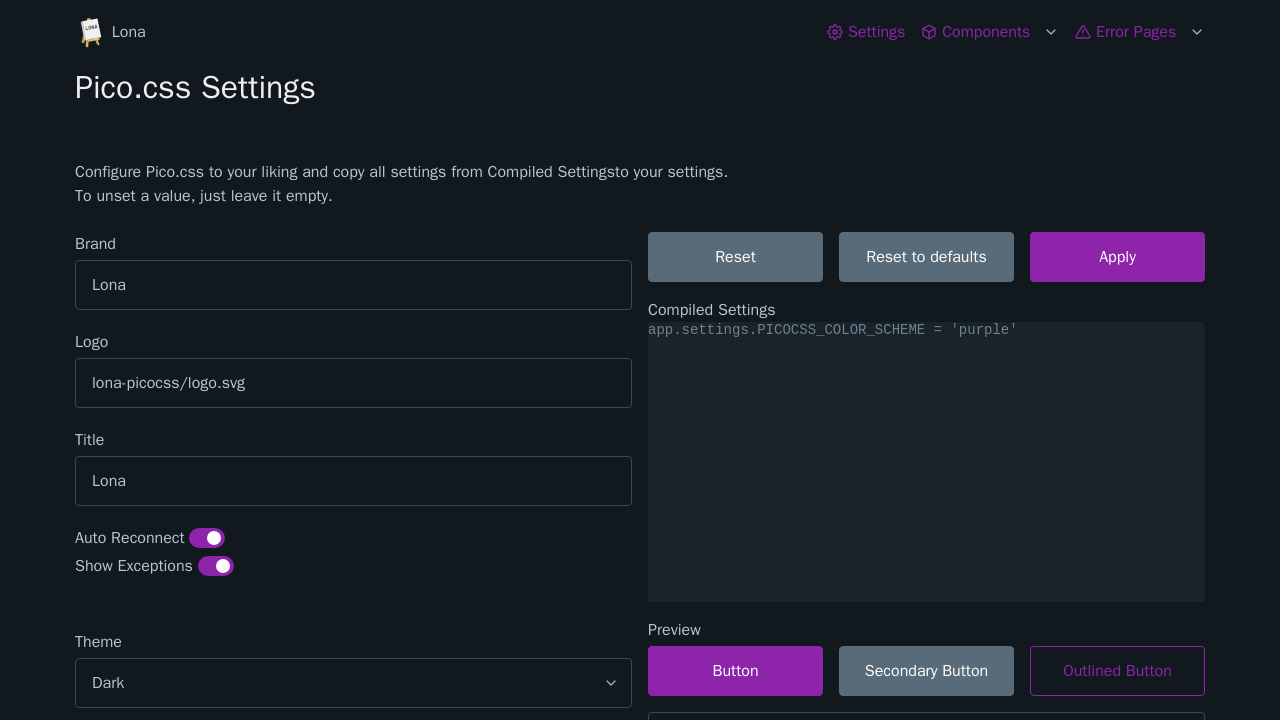 LONA
Lona
Settings
Components
Error Pages
Pico.css Settings
Configure Pico.css to your liking and copy all settings from Compiled Settingsto your settings.
To unset a value, just leave it empty.
Brand
Lona
Logo
lona-picocss/logo.svg
Title
Lona
Auto Reconnect
Show Exceptions
Theme
Dark
Reset
Reset to defaults
Apply
Compiled Settings
app.settings.PICOCSS_COLOR_SCHEME = 'purple'
Preview
Button
Secondary Button
Outlined Button